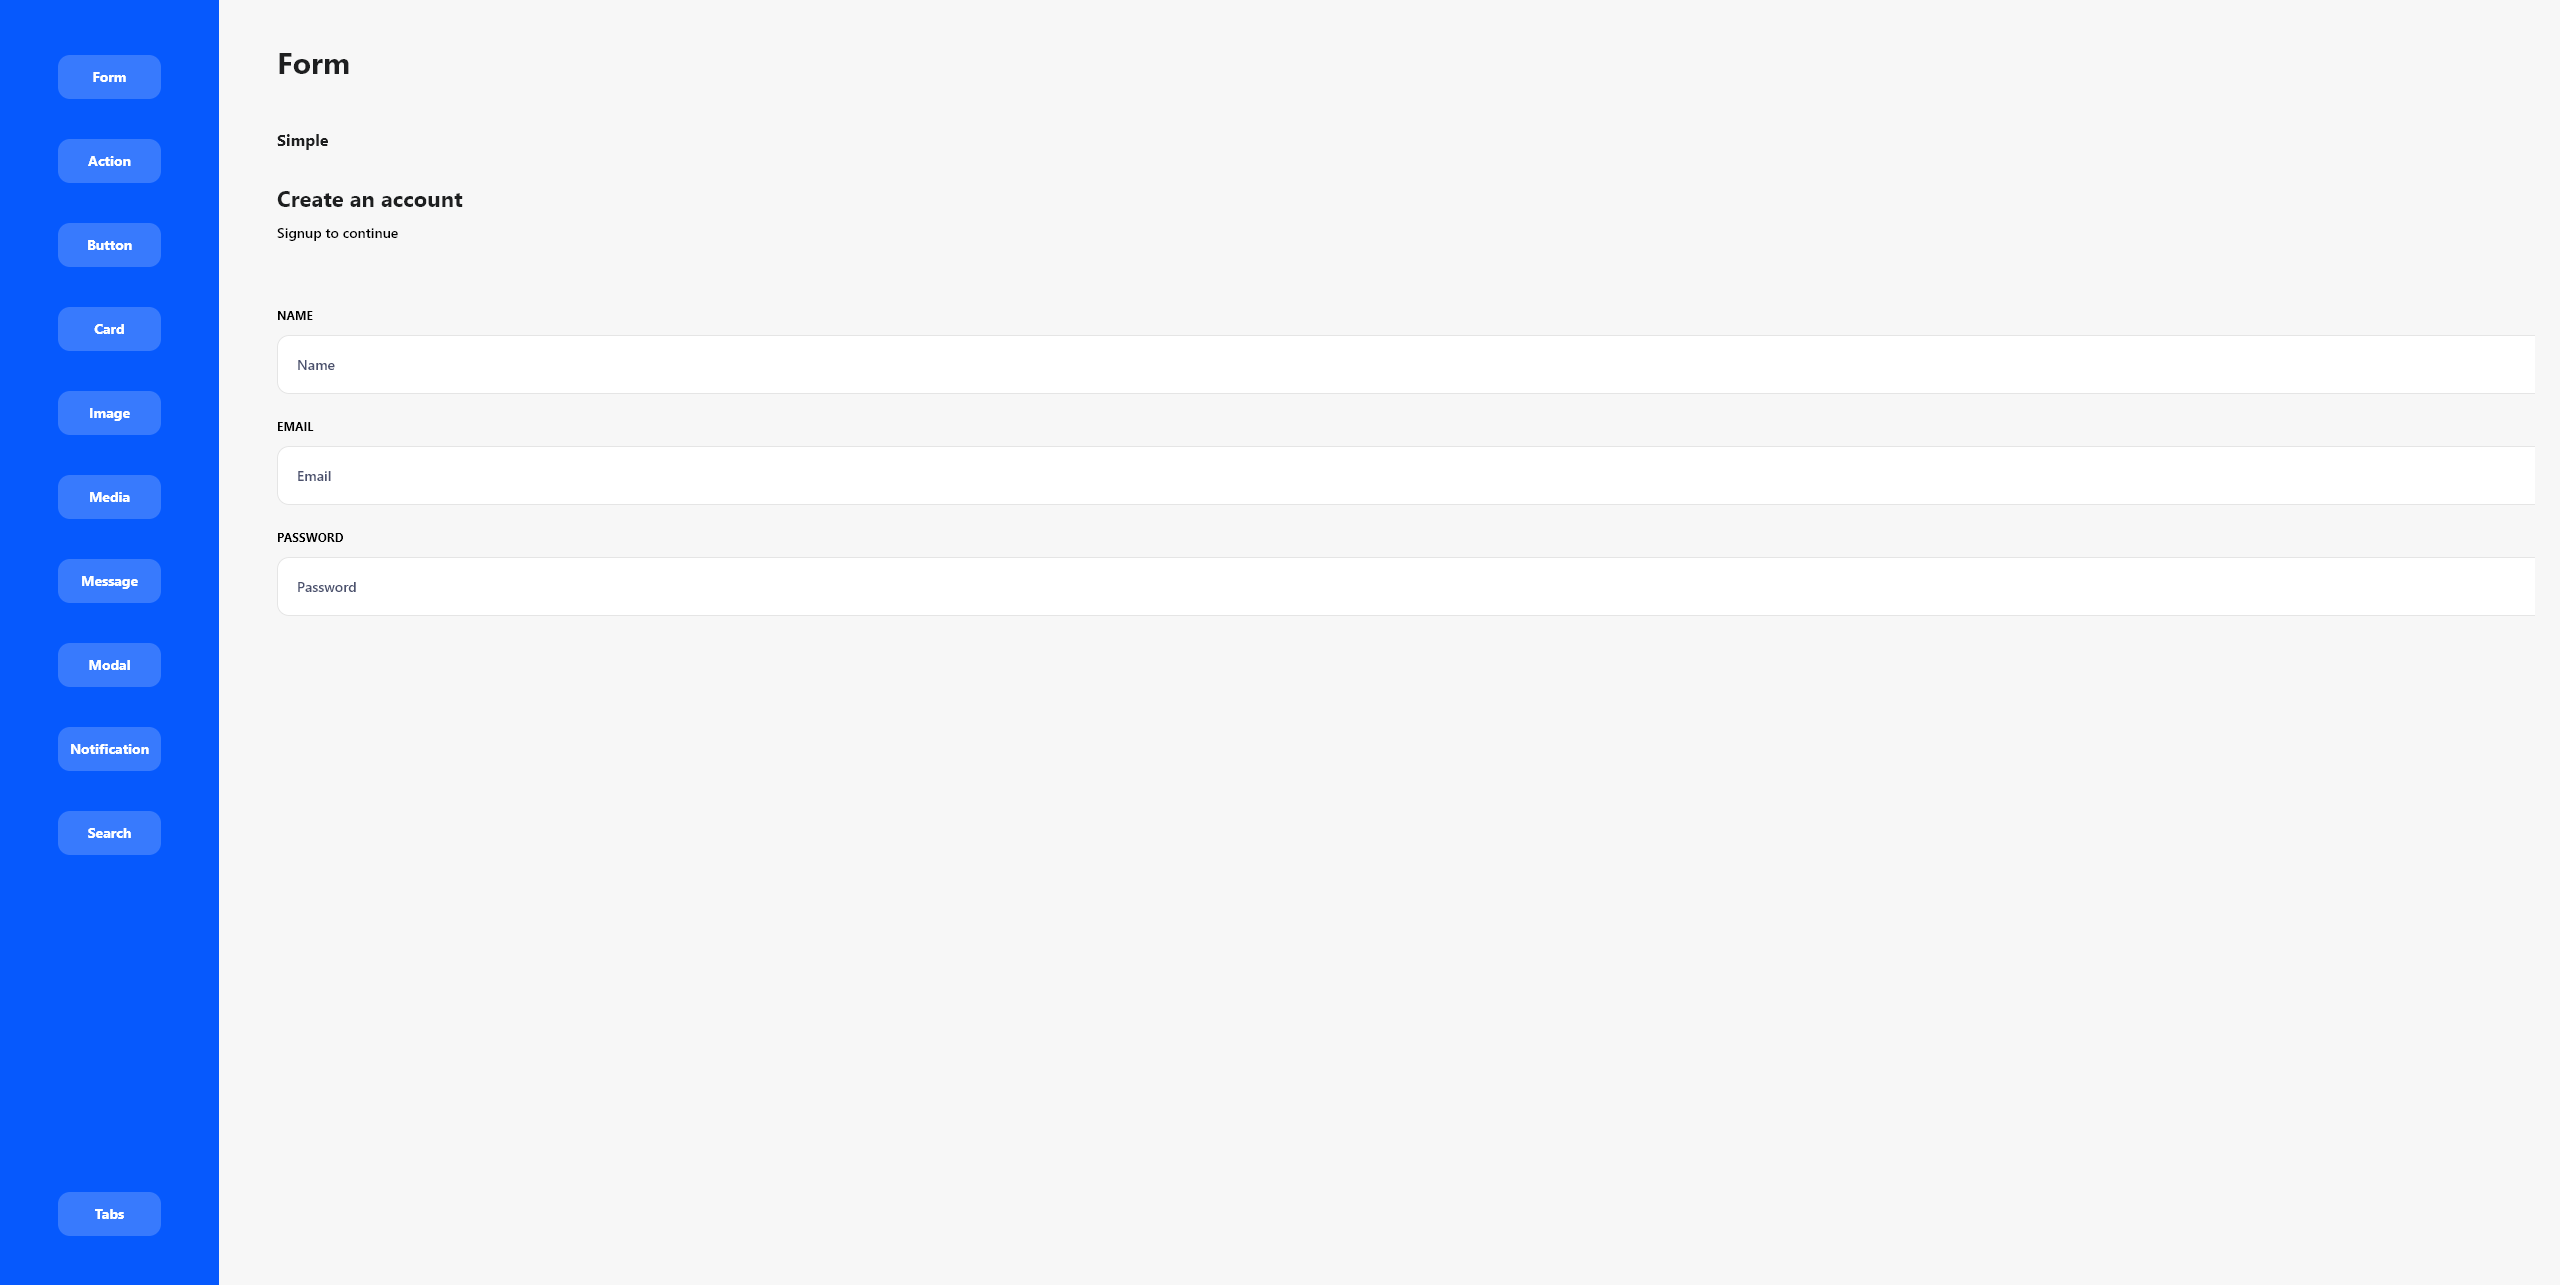 Form
Action
Button
Card
Image
Media
Message
Modal
Notification
Search
Tabs
Form
Simple
Create an account
Signup to continue
NAME
Name
EMAIL
Email
PASSWORD
Password